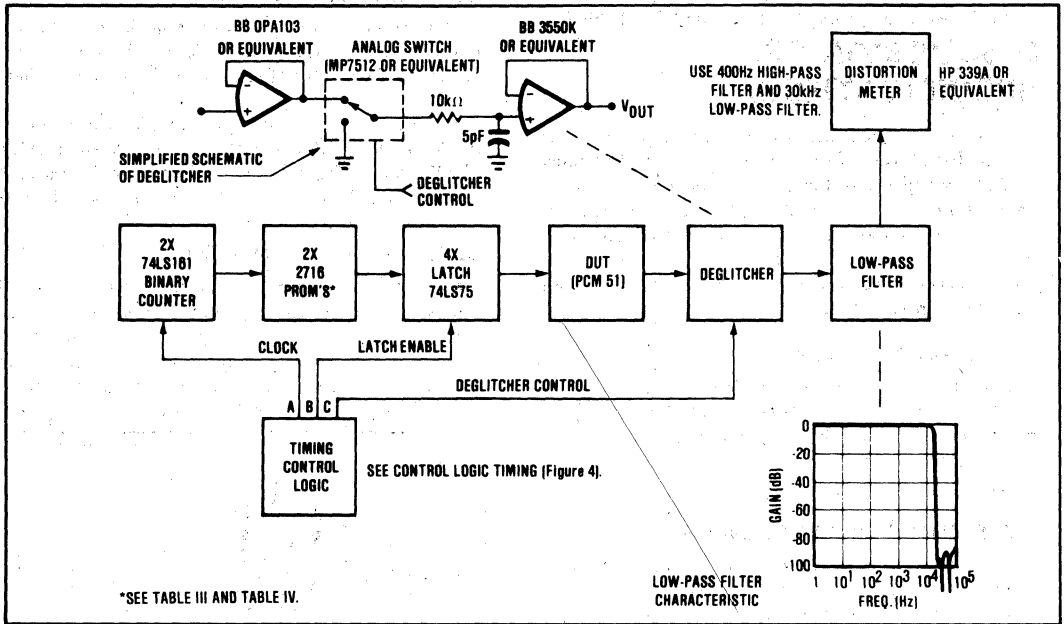 BB OPA103
OR EQUIVALENT
ANALOG SWITCH
(MP7512 OR EQUIVALENT)
BB 3550K
OR EQUIVALENT
-
+
10kΩ
5pF
-
+
VOUT
SIMPLIFIED SCHEMATIC
OF DEGLITCHER
DEGLITCHER
CONTROL
USE 400Hz HIGH-PASS
FILTER AND 30kHz
LOW-PASS FILTER.
DISTORTION
METER
HP 339A OR
EQUIVALENT
2X
74LS161
BINARY
COUNTER
2X
2716
PROM'S*
4X
LATCH
74LS75
DUT
(PCM 51)
DEGLITCHER
LOW-PASS
FILTER
CLOCK
LATCH ENABLE
DEGLITCHER CONTROL
A B C
TIMING
CONTROL
LOGIC
SEE CONTROL LOGIC TIMING (Figure 4).
GAIN (dB)
0
-20
-40
-60
-80
-100
1 10¹ 10² 10³ 10⁴ 10⁵
FREQ. (Hz)
LOW-PASS FILTER
CHARACTERISTIC
*SEE TABLE III AND TABLE IV.